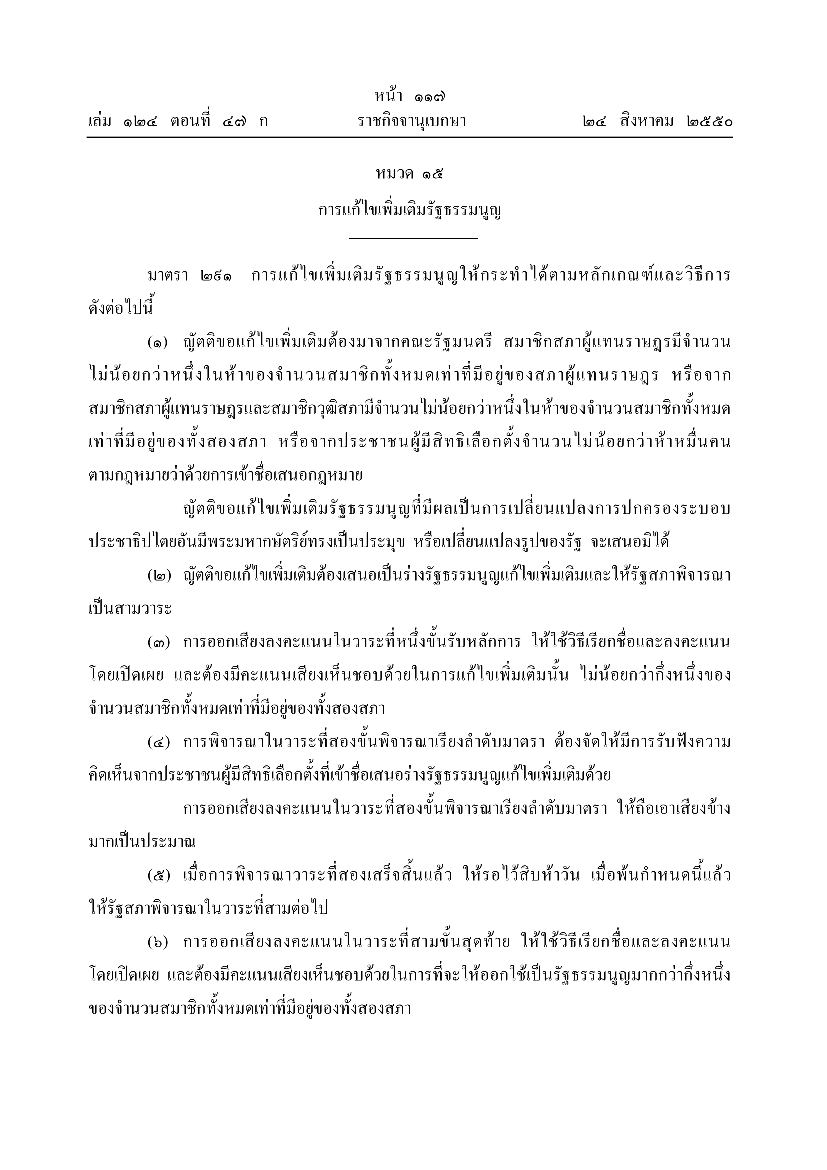 หน้า ๑๑๗
เล่ม ๑๒๔ ตอนที่ ๔๗ ก ราชกิจจานุเบกษา ๒๔ สิงหาคม ๒๕๕๐
หมวด ๑๕
การแก้ไขเพิ่มเติมรัฐธรรมนูญ
มาตรา ๒๙๑ การแก้ไขเพิ่มเติมรัฐธรรมนูญให้กระทำได้ตามหลักเกณฑ์และวิธีการ
ดังต่อไปนี้
(๑) ญัตติขอแก้ไขเพิ่มเติมต้องมาจากคณะรัฐมนตรี สมาชิกสภาผู้แทนราษฎรมีจำนวน
ไม่น้อยกว่าหนึ่งในห้าของจำนวนสมาชิกทั้งหมดเท่าที่มีอยู่ของสภาผู้แทนราษฎร หรือจาก
สมาชิกสภาผู้แทนราษฎรและสมาชิกวุฒิสภามีจำนวนไม่น้อยกว่าหนึ่งในห้าของจำนวนสมาชิกทั้งหมด
เท่าที่มีอยู่ของทั้งสองสภา หรือจากประชาชนผู้มีสิทธิเลือกตั้งจำนวนไม่น้อยกว่าห้าหมื่นคน
ตามกฎหมายว่าด้วยการเข้าชื่อเสนอกฎหมาย
ญัตติขอแก้ไขเพิ่มเติมรัฐธรรมนูญที่มีผลเป็นการเปลี่ยนแปลงการปกครองระบอบ
ประชาธิปไตยอันมีพระมหากษัตริย์ทรงเป็นประมุข หรือเปลี่ยนแปลงรูปของรัฐ จะเสนอมิได้
(๒) ญัตติขอแก้ไขเพิ่มเติมต้องเสนอเป็นร่างรัฐธรรมนูญแก้ไขเพิ่มเติมและให้รัฐสภาพิจารณา
เป็นสามวาระ
(๓) การออกเสียงลงคะแนนในวาระที่หนึ่งขั้นรับหลักการ ให้ใช้วิธีเรียกชื่อและลงคะแนน
โดยเปิดเผย และต้องมีคะแนนเสียงเห็นชอบด้วยในการแก้ไขเพิ่มเติมนั้น ไม่น้อยกว่ากึ่งหนึ่งของ
จำนวนสมาชิกทั้งหมดเท่าที่มีอยู่ของทั้งสองสภา
(๔) การพิจารณาในวาระที่สองขั้นพิจารณาเรียงลำดับมาตรา ต้องจัดให้มีการรับฟังความ
คิดเห็นจากประชาชนผู้มีสิทธิเลือกตั้งที่เข้าชื่อเสนอร่างรัฐธรรมนูญแก้ไขเพิ่มเติมด้วย
การออกเสียงลงคะแนนในวาระที่สองขั้นพิจารณาเรียงลำดับมาตรา ให้ถือเอาเสียงข้าง
มากเป็นประมาณ
(๕) เมื่อการพิจารณาวาระที่สองเสร็จสิ้นแล้ว ให้รอไว้สิบห้าวัน เมื่อพ้นกำหนดนี้แล้ว
ให้รัฐสภาพิจารณาในวาระที่สามต่อไป
(๖) การออกเสียงลงคะแนนในวาระที่สามขั้นสุดท้าย ให้ใช้วิธีเรียกชื่อและลงคะแนน
โดยเปิดเผย และต้องมีคะแนนเสียงเห็นชอบด้วยในการที่จะให้ออกใช้เป็นรัฐธรรมนูญมากกว่ากึ่งหนึ่ง
ของจำนวนสมาชิกทั้งหมดเท่าที่มีอยู่ของทั้งสองสภา